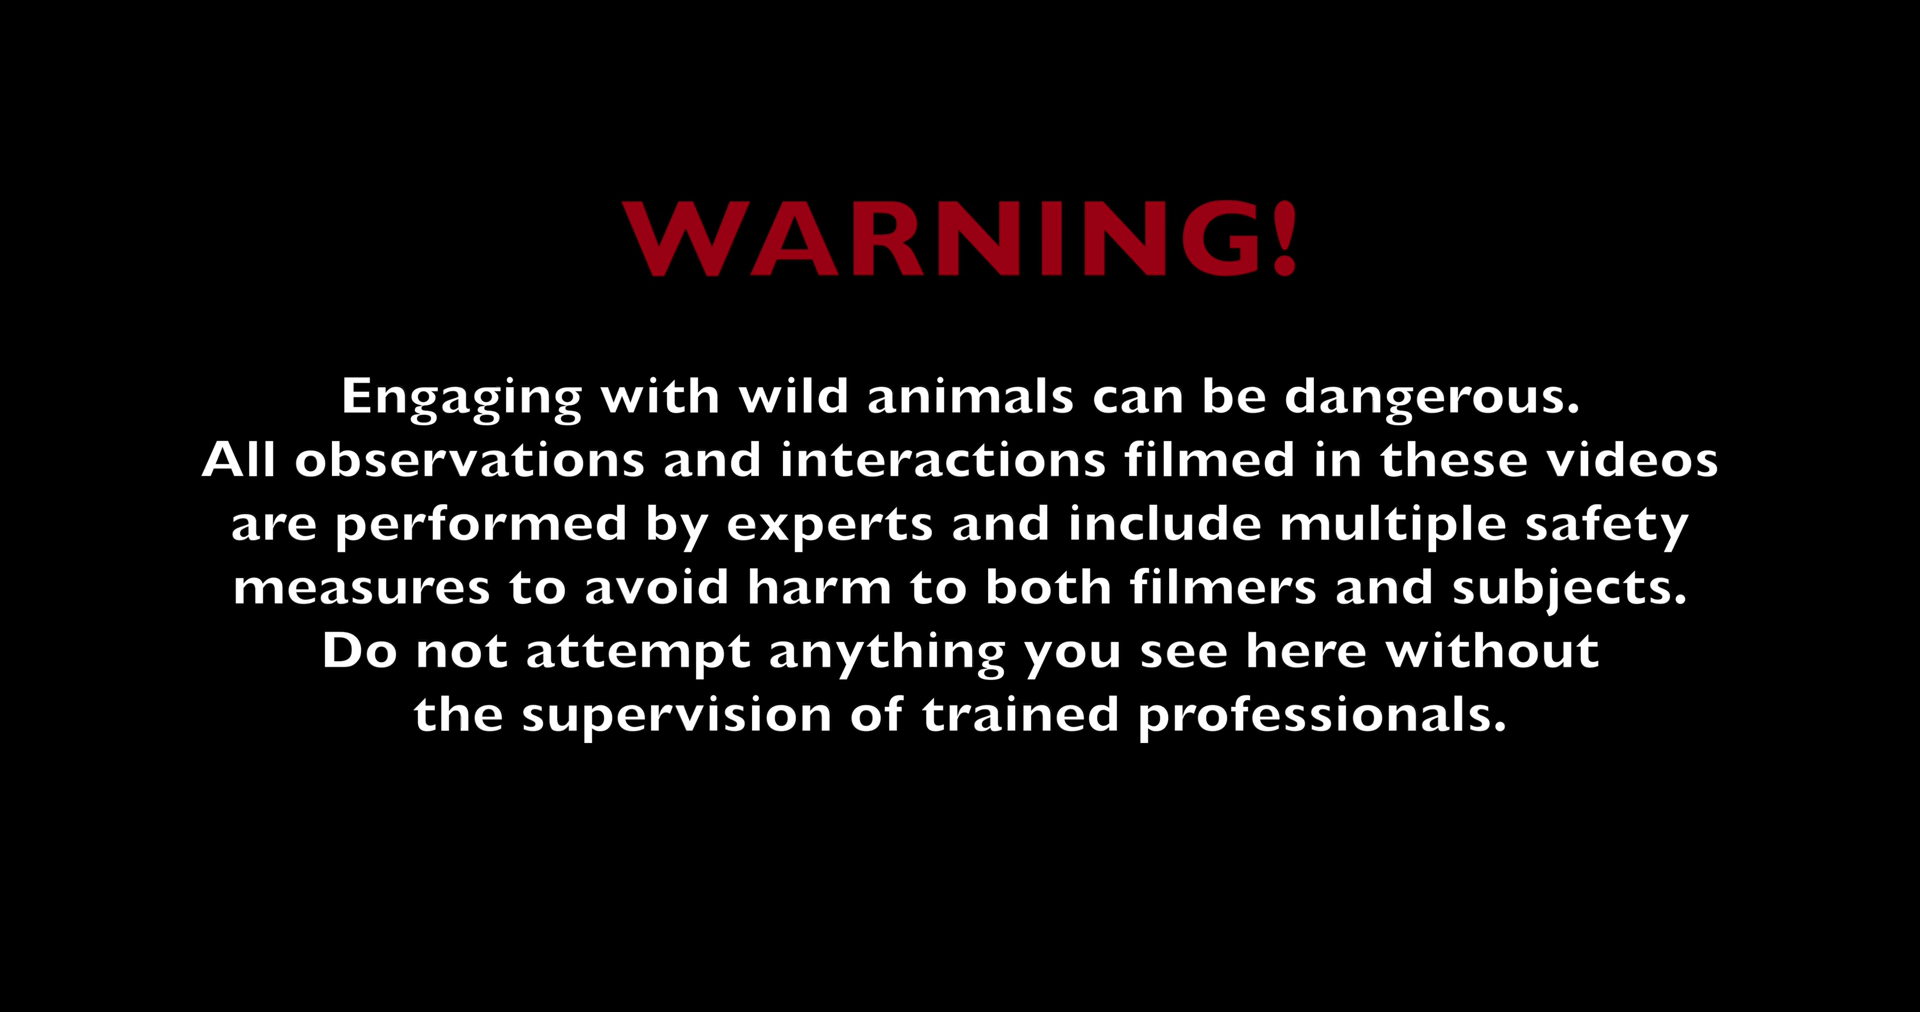 WARNING!
Engaging with wild animals can be dangerous.
All observations and interactions filmed in these videos
are performed by experts and include multiple safety
measures to avoid harm to both filmers and subjects.
Do not attempt anything you see here without
the supervision of trained professionals.